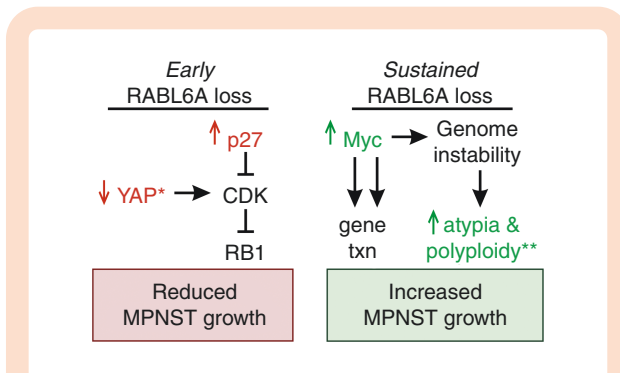 Early
RABL6A loss
↑ p27
↓ YAP*
CDK
RB1
Reduced
MPNST growth
Sustained
RABL6A loss
↑ Myc
Genome
instability
gene
txn
↑ atypia &
polyploidy**
Increased
MPNST growth